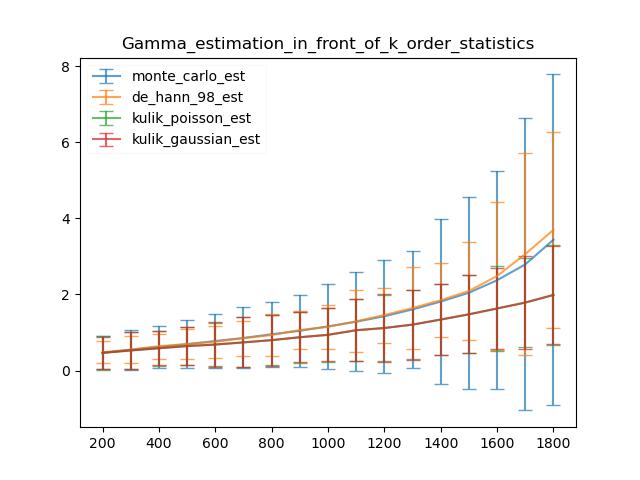 Gamma_estimation_in_front_of_k_order_statistics
monte_carlo_est
de_hann_98_est
kulik_poisson_est
kulik_gaussian_est
8
6
4
2
0
200 400 600 800 1000 1200 1400 1600 1800